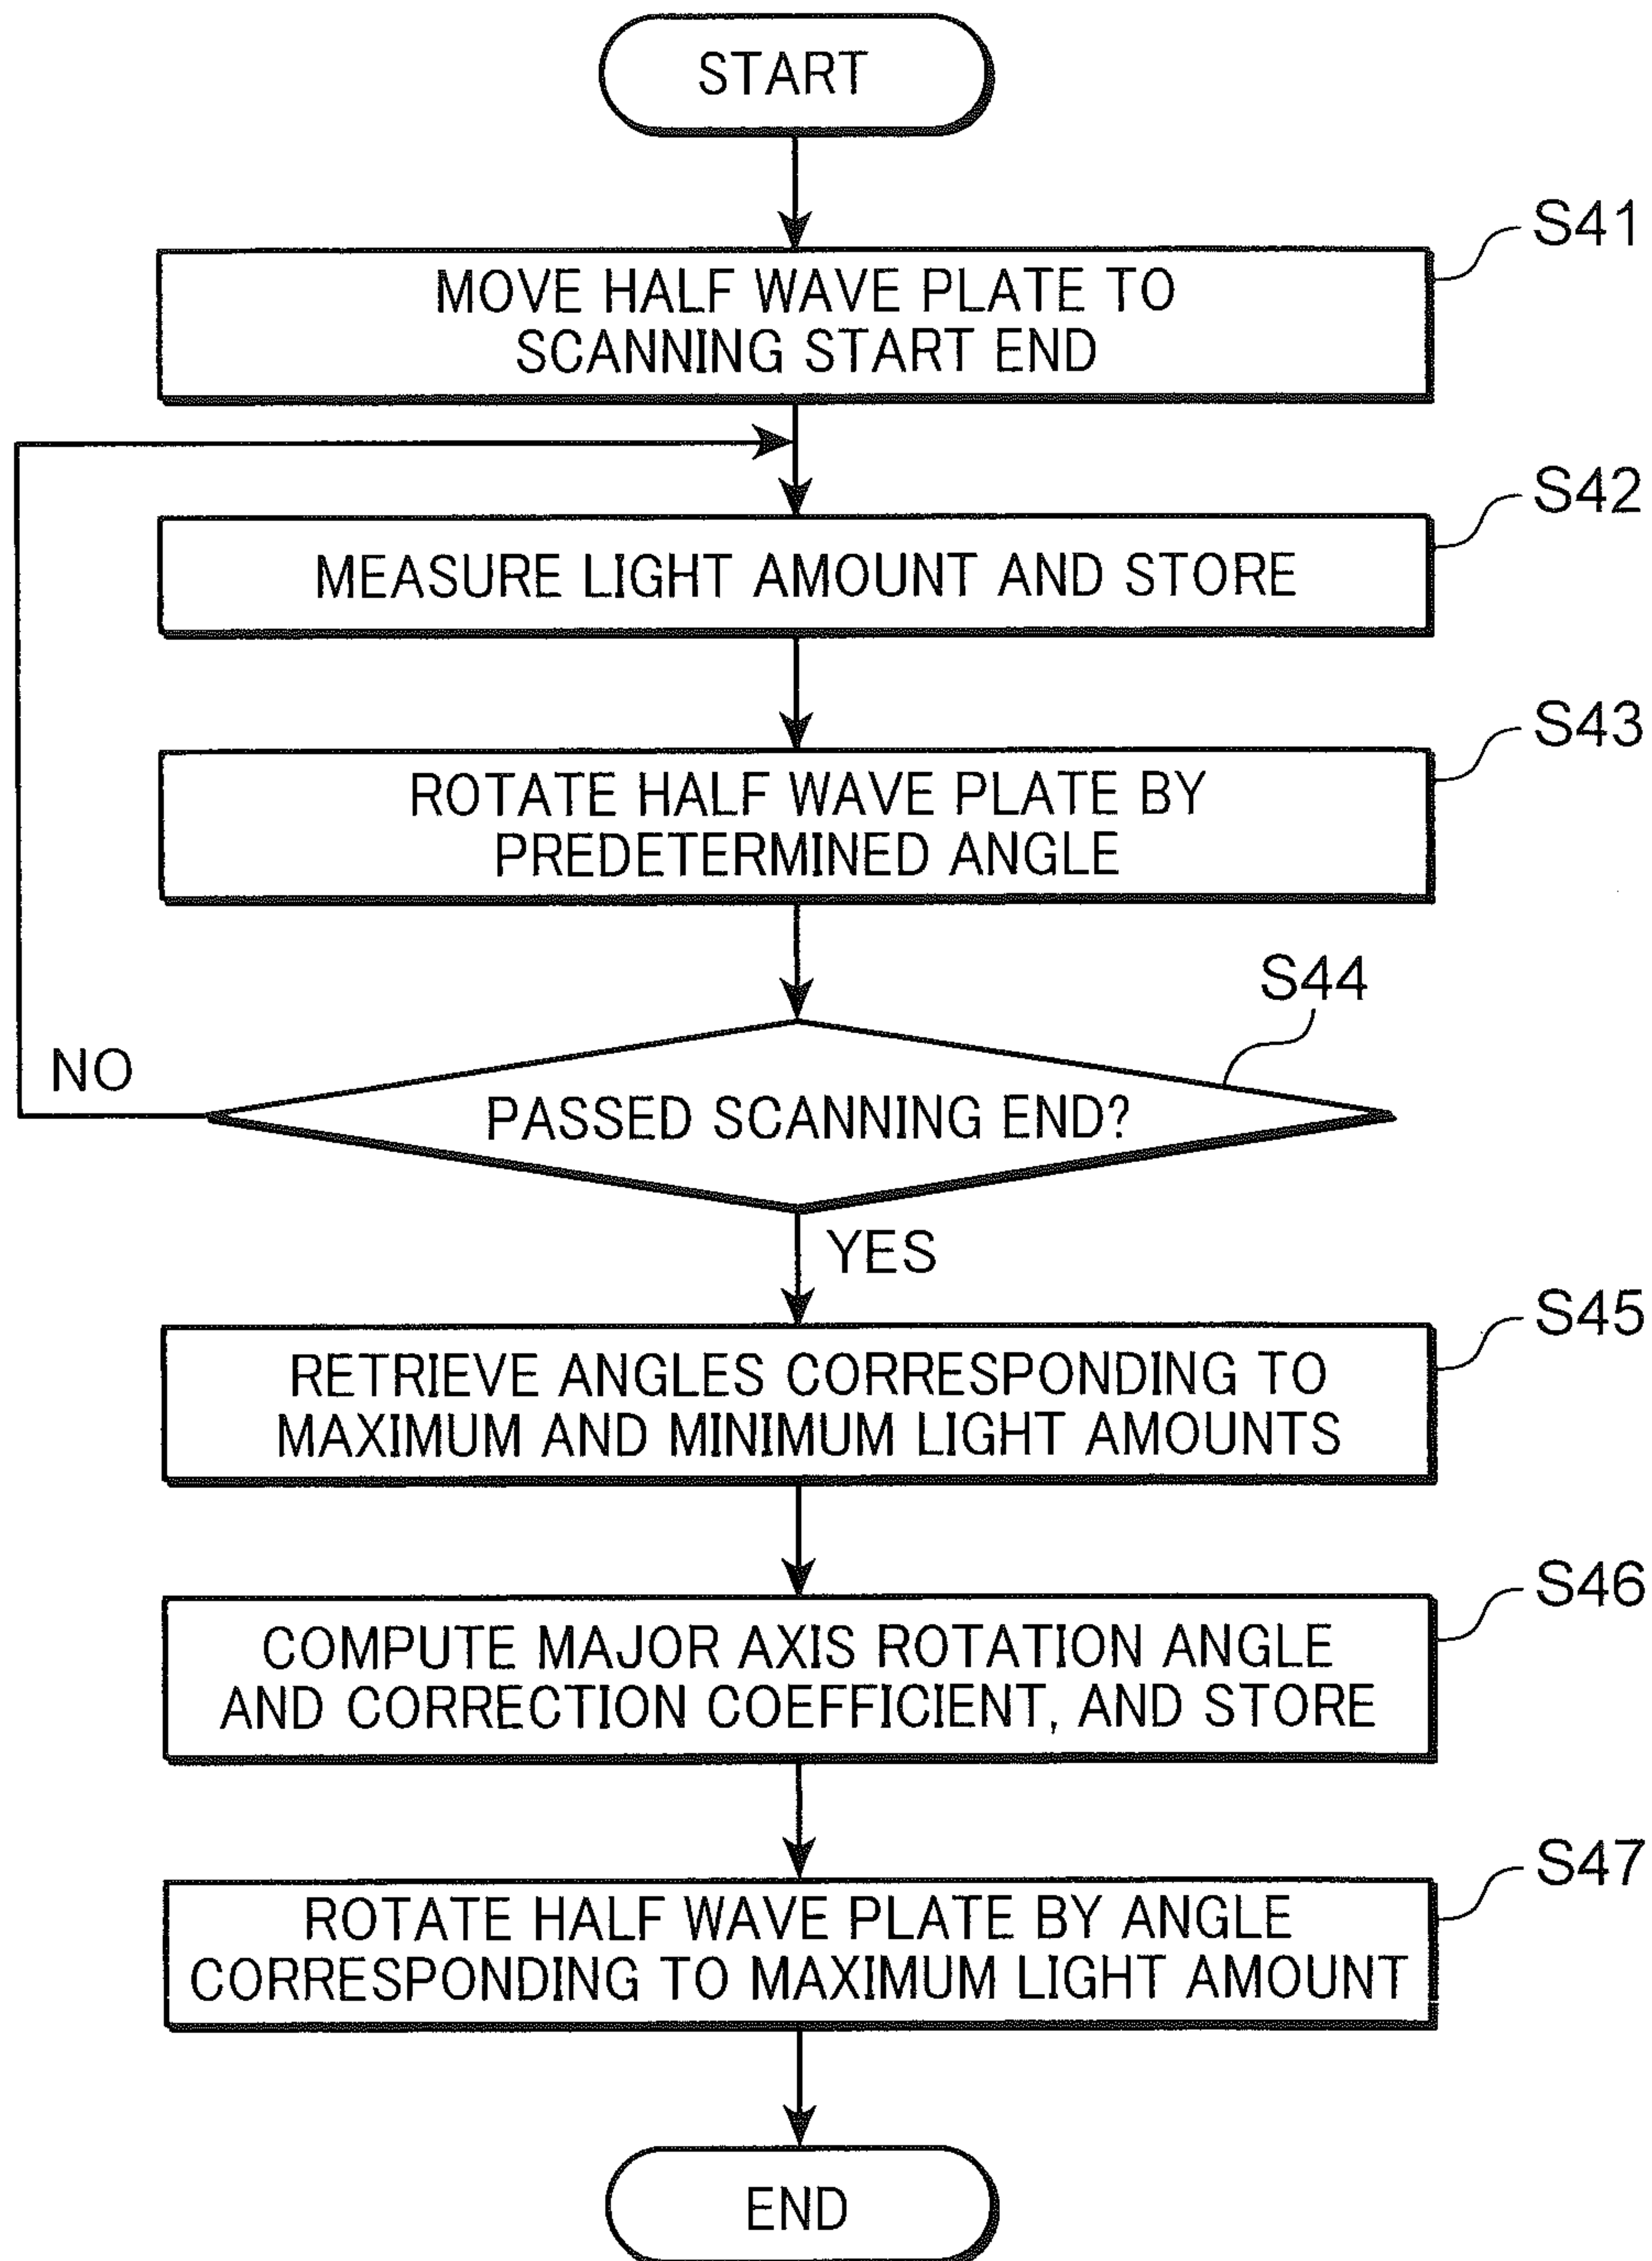 START
S41
MOVE HALF WAVE PLATE TO
SCANNING START END
S42
MEASURE LIGHT AMOUNT AND STORE
S43
ROTATE HALF WAVE PLATE BY
PREDETERMINED ANGLE
S44
NO
PASSED SCANNING END?
YES
S45
RETRIEVE ANGLES CORRESPONDING TO
MAXIMUM AND MINIMUM LIGHT AMOUNTS
S46
COMPUTE MAJOR AXIS ROTATION ANGLE
AND CORRECTION COEFFICIENT, AND STORE
S47
ROTATE HALF WAVE PLATE BY ANGLE
CORRESPONDING TO MAXIMUM LIGHT AMOUNT
END